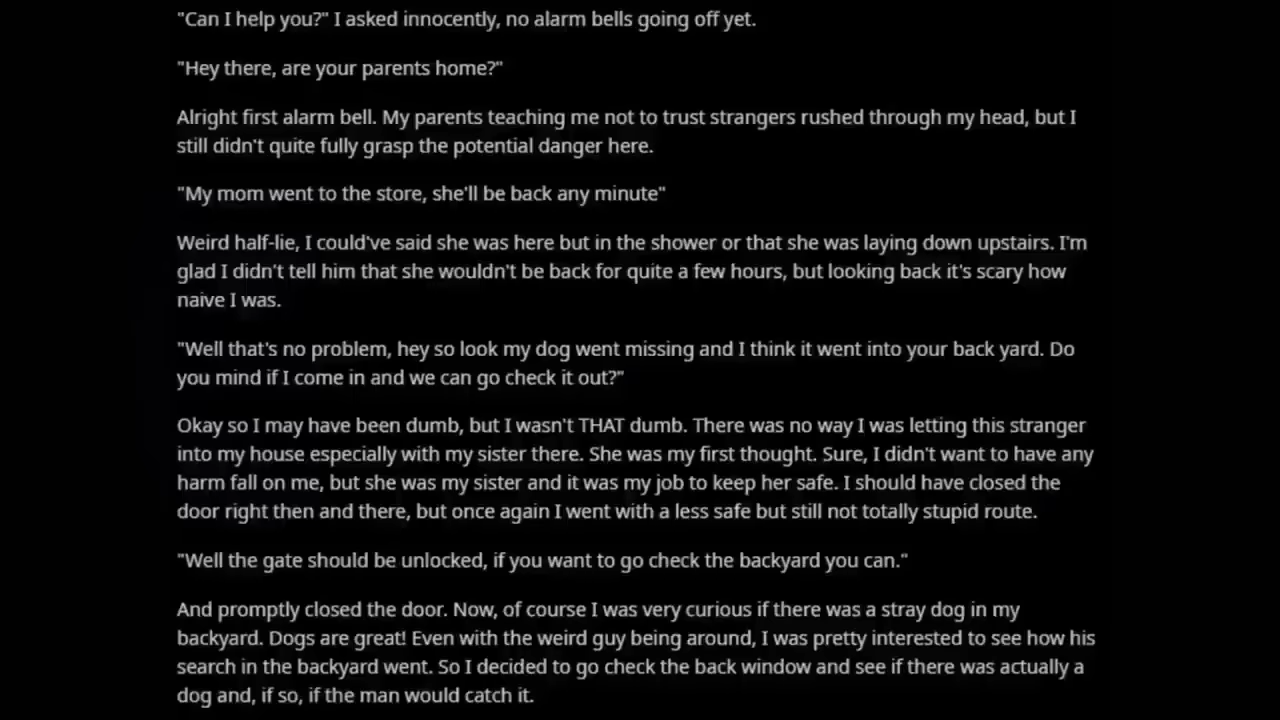 "Can I help you?" I asked innocently, no alarm bells going off yet.
"Hey there, are your parents home?"
Alright first alarm bell. My parents teaching me not to trust strangers rushed through my head, but I
still didn't quite fully grasp the potential danger here.
"My mom went to the store, she'll be back any minute"
Weird half-lie, I could've said she was here but in the shower or that she was laying down upstairs. I'm
glad I didn't tell him that she wouldn't be back for quite a few hours, but looking back it's scary how
naive I was.
"Well that's no problem, hey so look my dog went missing and I think it went into your back yard. Do
you mind if I come in and we can go check it out?"
Okay so I may have been dumb, but I wasn't THAT dumb. There was no way I was letting this stranger
into my house especially with my sister there. She was my first thought. Sure, I didn't want to have any
harm fall on me, but she was my sister and it was my job to keep her safe. I should have closed the
door right then and there, but once again I went with a less safe but still not totally stupid route.
"Well the gate should be unlocked, if you want to go check the backyard you can."
And promptly closed the door. Now, of course I was very curious if there was a stray dog in my
backyard. Dogs are great! Even with the weird guy being around, I was pretty interested to see how his
search in the backyard went. So I decided to go check the back window and see if there was actually a
dog and, if so, if the man would catch it.